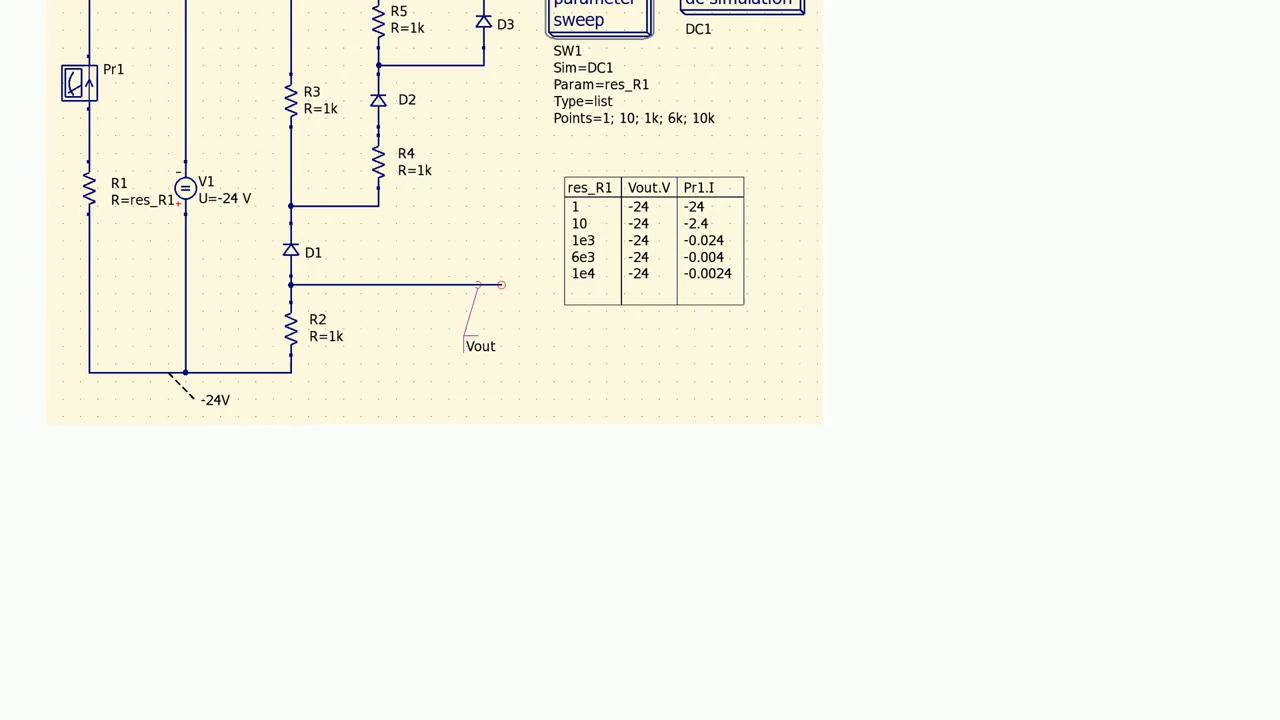 R5
R=1k
D3
parameter
sweep
dc simulation
DC1
SW1
Sim=DC1
Param=res_R1
Type=list
Points=1; 10; 1k; 6k; 10k
Pr1
R3
R=1k
D2
R4
R=1k
R1
R=res_R1
V1
U=-24 V
D1
R2
R=1k
Vout
-24V
res_R1 Vout.V Pr1.I
1 -24 -24
10 -24 -2.4
1e3 -24 -0.024
6e3 -24 -0.004
1e4 -24 -0.0024